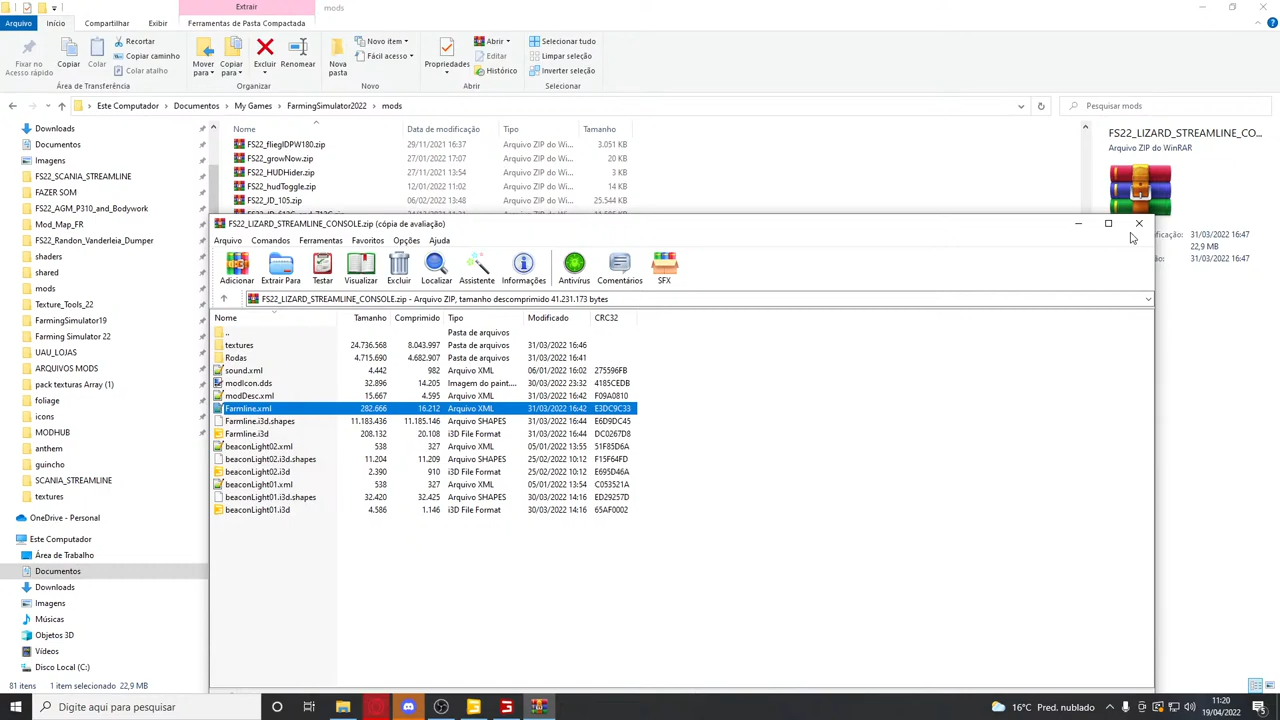 Extrair
mods
Arquivo Início Compartilhar Exibir Ferramentas de Pasta Compactada
Fixar no Acesso rápido
Copiar
Colar
Recortar
Copiar caminho
Colar atalho
Mover para
Copiar para
Excluir
Renomear
Nova pasta
Novo item
Fácil acesso
Propriedades
Abrir
Editar
Histórico
Selecionar tudo
Limpar seleção
Inverter seleção
Área de Transferência Organizar Novo Abrir Selecionar
Este Computador Documentos My Games FarmingSimulator2022 mods
Pesquisar mods
Downloads
Documentos
Imagens
FS22_SCANIA_STREAMLINE
FAZER SOM
FS22_AGM_P310_and_Bodywork
Mod_Map_FR
FS22_Randon_Vanderleia_Dumper
shaders
shared
mods
Texture_Tools_22
FarmingSimulator19
Farming Simulator 22
UAU_LOJAS
ARQUIVOS MODS
pack texturas Array (1)
foliage
icons
MODHUB
anthem
guincho
SCANIA_STREAMLINE
textures
OneDrive - Personal
Este Computador
Área de Trabalho
Documentos
Downloads
Imagens
Músicas
Objetos 3D
Vídeos
Disco Local (C:)
Nome Data de modificação Tipo Tamanho
FS22_fliegIDPW180.zip 29/11/2021 16:37 Arquivo ZIP do Win... 3.051 KB
FS22_growNow.zip 27/01/2022 17:07 Arquivo ZIP do Win... 20 KB
FS22_HUDHider.zip 27/11/2021 13:54 Arquivo ZIP do Win... 3 KB
FS22_hudToggle.zip 12/01/2022 11:02 Arquivo ZIP do Win... 14 KB
FS22_JD_105.zip 06/02/2022 13:48 Arquivo ZIP do Win... 25.544 KB
FS22_LIZARD_STREAMLINE_CO...
Arquivo ZIP do WinRAR
31/03/2022 16:47
22,9 MB
31/03/2022 16:47
FS22_LIZARD_STREAMLINE_CONSOLE.zip (cópia de avaliação)
Arquivo Comandos Ferramentas Favoritos Opções Ajuda
Adicionar Extrair Para Testar Visualizar Excluir Localizar Assistente Informações Antivírus Comentários SFX
FS22_LIZARD_STREAMLINE_CONSOLE.zip - Arquivo ZIP, tamanho descomprimido 41.231.173 bytes
Nome Tamanho Comprimido Tipo Modificado CRC32
.. Pasta de arquivos
textures 24.736.568 8.043.997 Pasta de arquivos 31/03/2022 16:46
Rodas 4.715.690 4.682.907 Pasta de arquivos 31/03/2022 16:41
sound.xml 4.442 982 Arquivo XML 06/01/2022 16:02 275596FB
modIcon.dds 32.896 14.205 Imagem do paint.... 30/03/2022 23:32 4185CEDB
modDesc.xml 15.667 4.595 Arquivo XML 31/03/2022 16:42 F09A0810
Farmline.xml 282.666 16.212 Arquivo XML 31/03/2022 16:42 E3DC9C33
Farmline.i3d.shapes 11.183.436 11.185.146 Arquivo SHAPES 31/03/2022 16:44 E6D9DC45
Farmline.i3d 208.132 20.108 i3D File Format 31/03/2022 16:44 DC0267D8
beaconLight02.xml 538 327 Arquivo XML 05/01/2022 13:55 51F85D6A
beaconLight02.i3d.shapes 11.204 11.209 Arquivo SHAPES 25/02/2022 10:12 F15F64FD
beaconLight02.i3d 2.390 910 i3D File Format 25/02/2022 10:12 E695D46A
beaconLight01.xml 538 327 Arquivo XML 05/01/2022 13:54 C053521A
beaconLight01.i3d.shapes 32.420 32.425 Arquivo SHAPES 30/03/2022 14:16 ED29257D
beaconLight01.i3d 4.586 1.146 i3D File Format 30/03/2022 14:16 65AF0002
81 itens 1 item selecionado 22,9 MB
Digite aqui para pesquisar
16°C Pred. nublado
11:20
19/04/2022